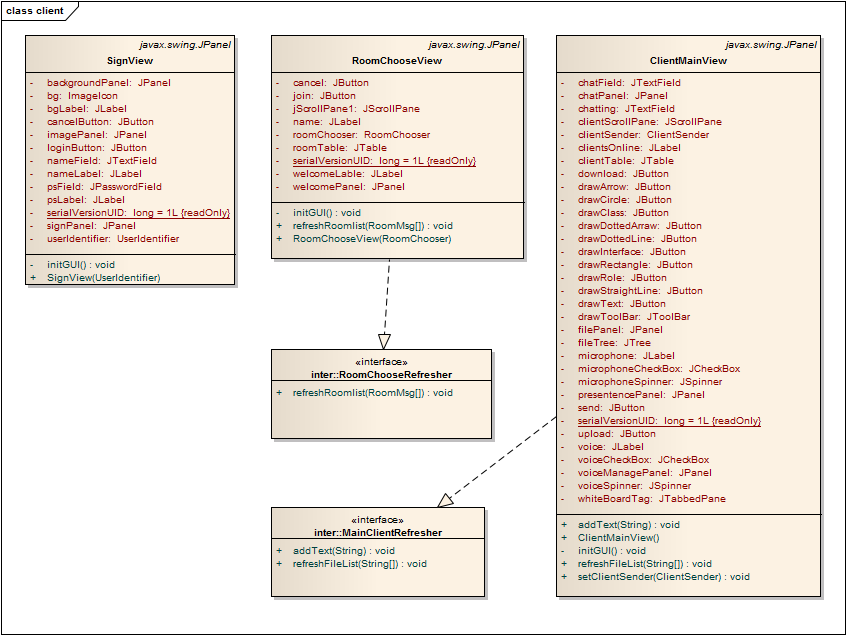 class client
javax.swing.JPanel
SignView
- backgroundPanel: JPanel
- bg: ImageIcon
- bgLabel: JLabel
- cancelButton: JButton
- imagePanel: JPanel
- loginButton: JButton
- nameField: JTextField
- nameLabel: JLabel
- psField: JPasswordField
- psLabel: JLabel
- serialVersionUID: long = 1L {readOnly}
- signPanel: JPanel
- userIdentifier: UserIdentifier
- initGUI() : void
+ SignView(UserIdentifier)
javax.swing.JPanel
RoomChooseView
- cancel: JButton
- join: JButton
- jScrollPane1: JScrollPane
- name: JLabel
- roomChooser: RoomChooser
- roomTable: JTable
- serialVersionUID: long = 1L {readOnly}
- welcomeLable: JLabel
- welcomePanel: JPanel
- initGUI() : void
+ refreshRoomlist(RoomMsg[]) : void
+ RoomChooseView(RoomChooser)
«interface»
inter::RoomChooseRefresher
+ refreshRoomlist(RoomMsg[]) : void
«interface»
inter::MainClientRefresher
+ addText(String) : void
+ refreshFileList(String[]) : void
javax.swing.JPanel
ClientMainView
- chatField: JTextField
- chatPanel: JPanel
- chatting: JTextField
- clientScrollPane: JScrollPane
- clientSender: ClientSender
- clientsOnline: JLabel
- clientTable: JTable
- download: JButton
- drawArrow: JButton
- drawCircle: JButton
- drawClass: JButton
- drawDottedArraw: JButton
- drawDottedLine: JButton
- drawInterface: JButton
- drawRectangle: JButton
- drawRole: JButton
- drawStraightLine: JButton
- drawText: JButton
- drawToolBar: JToolBar
- filePanel: JPanel
- fileTree: JTree
- microphone: JLabel
- microphoneCheckBox: JCheckBox
- microphoneSpinner: JSpinner
- presentencePanel: JPanel
- send: JButton
- serialVersionUID: long = 1L {readOnly}
- upload: JButton
- voice: JLabel
- voiceCheckBox: JCheckBox
- voiceManagePanel: JPanel
- voiceSpinner: JSpinner
- whiteBoardTag: JTabbedPane
+ addText(String) : void
+ ClientMainView()
- initGUI() : void
+ refreshFileList(String[]) : void
+ setClientSender(ClientSender) : void